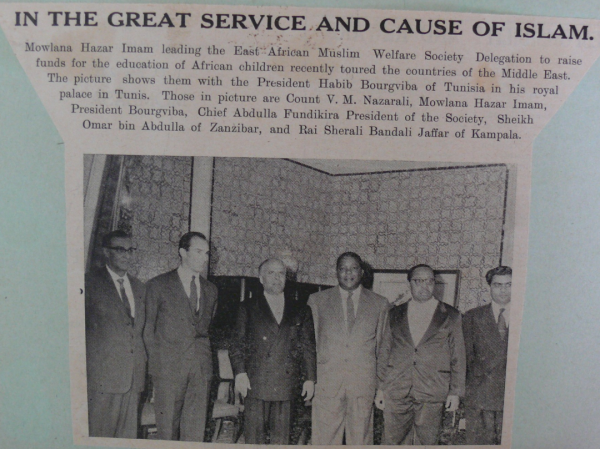 IN THE GREAT SERVICE AND CAUSE OF ISLAM.
Mowlana Hazar Imam leading the East African Muslim Welfare Society Delegation to raise
funds for the education of African children recently toured the countries of the Middle East.
The picture shows them with the President Habib Bourgviba of Tunisia in his royal
palace in Tunis. Those in picture are Count V. M. Nazarali, Mowlana Hazar Imam,
President Bourgviba, Chief Abdulla Fundikira President of the Society, Sheikh
Omar bin Abdulla of Zanzibar, and Rai Sherali Bandali Jaffar of Kampala.